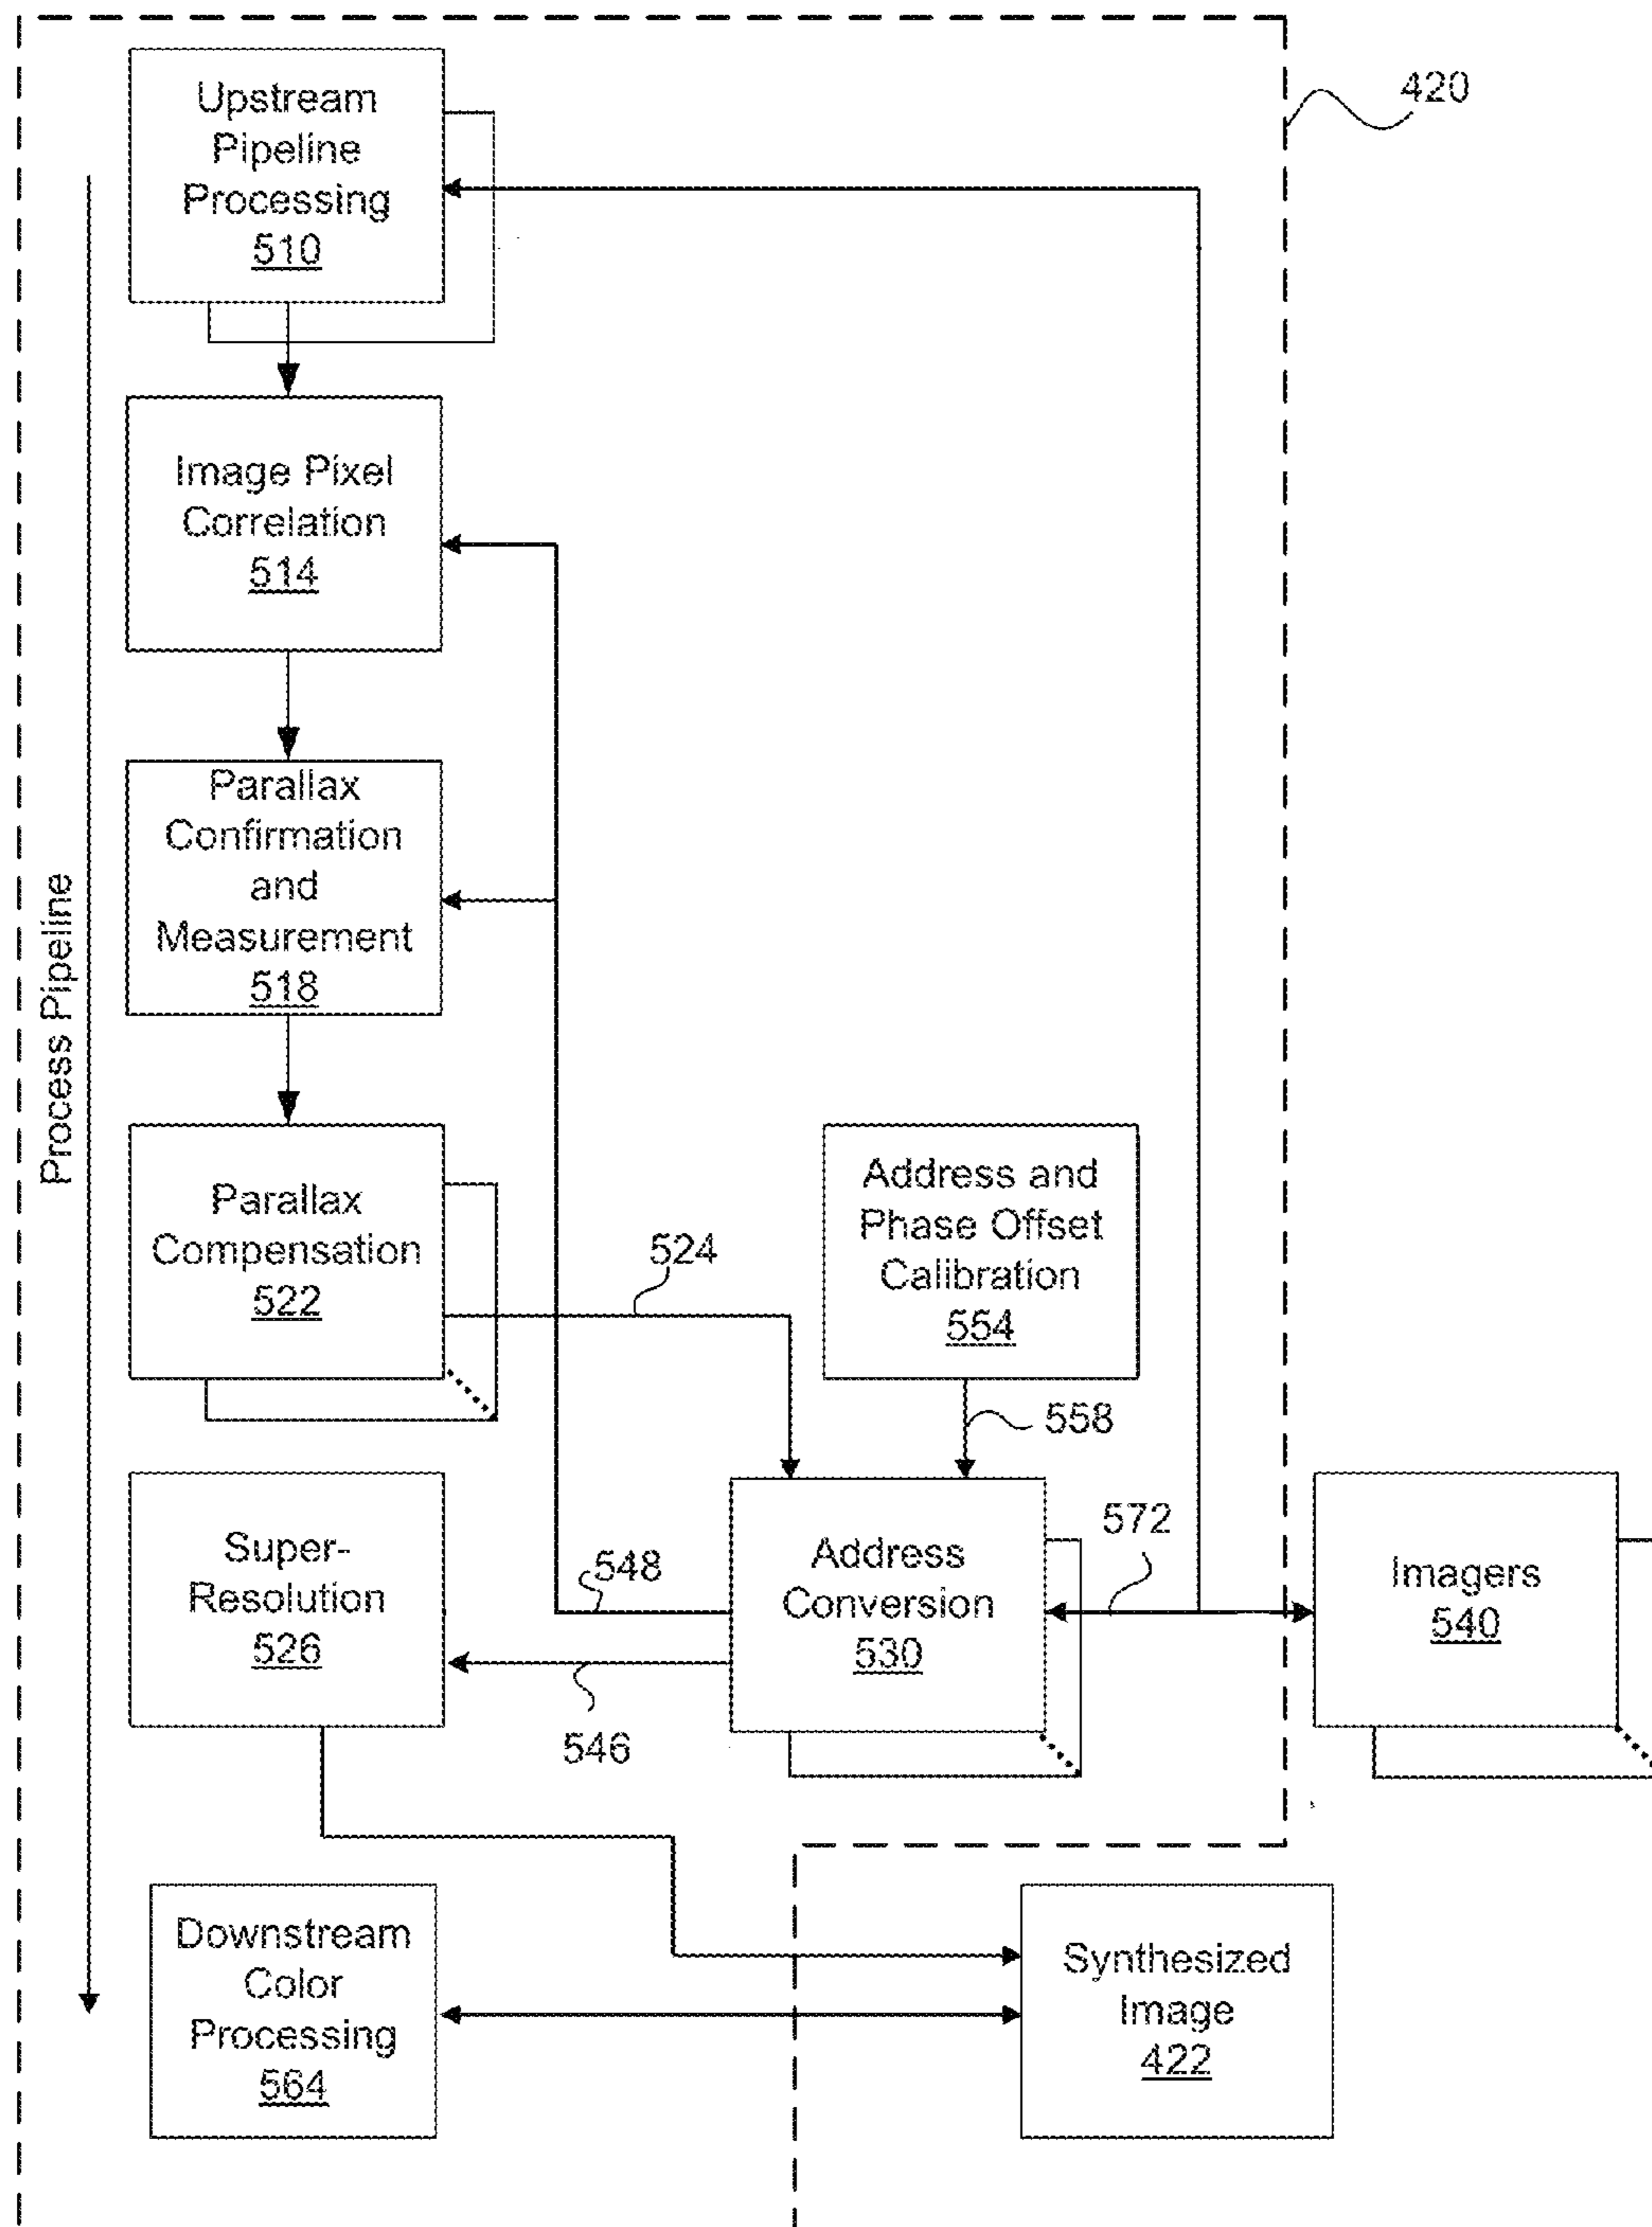 420
Upstream
Pipeline
Processing
510
Image Pixel
Correlation
514
Process Pipeline
Parallax
Confirmation
and
Measurement
518
Parallax
Compensation
522
524
Address and
Phase Offset
Calibration
554
558
Super-
Resolution
526
548
546
Address
Conversion
530
572
Imagers
540
Downstream
Color
Processing
564
Synthesized
Image
422